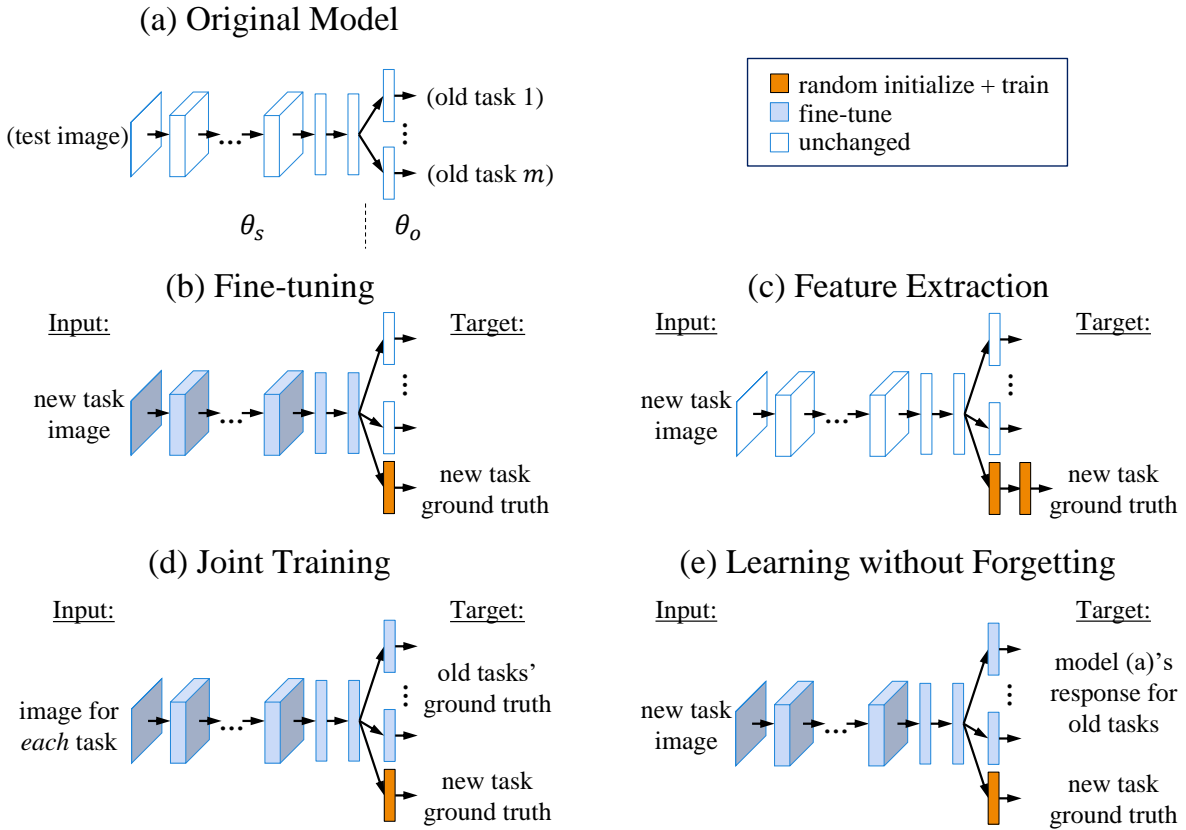 (a) Original Model
(test image)
...
(old task 1)
⋮
(old task m)
θs
θo
random initialize + train
fine-tune
unchanged
(b) Fine-tuning
Input:
Target:
new task
image
...
⋮
new task
ground truth
(c) Feature Extraction
Input:
Target:
new task
image
...
⋮
new task
ground truth
(d) Joint Training
Input:
Target:
image for
each task
...
old tasks’
⋮
ground truth
new task
ground truth
(e) Learning without Forgetting
Input:
Target:
new task
image
...
⋮
model (a)’s
response for
old tasks
new task
ground truth